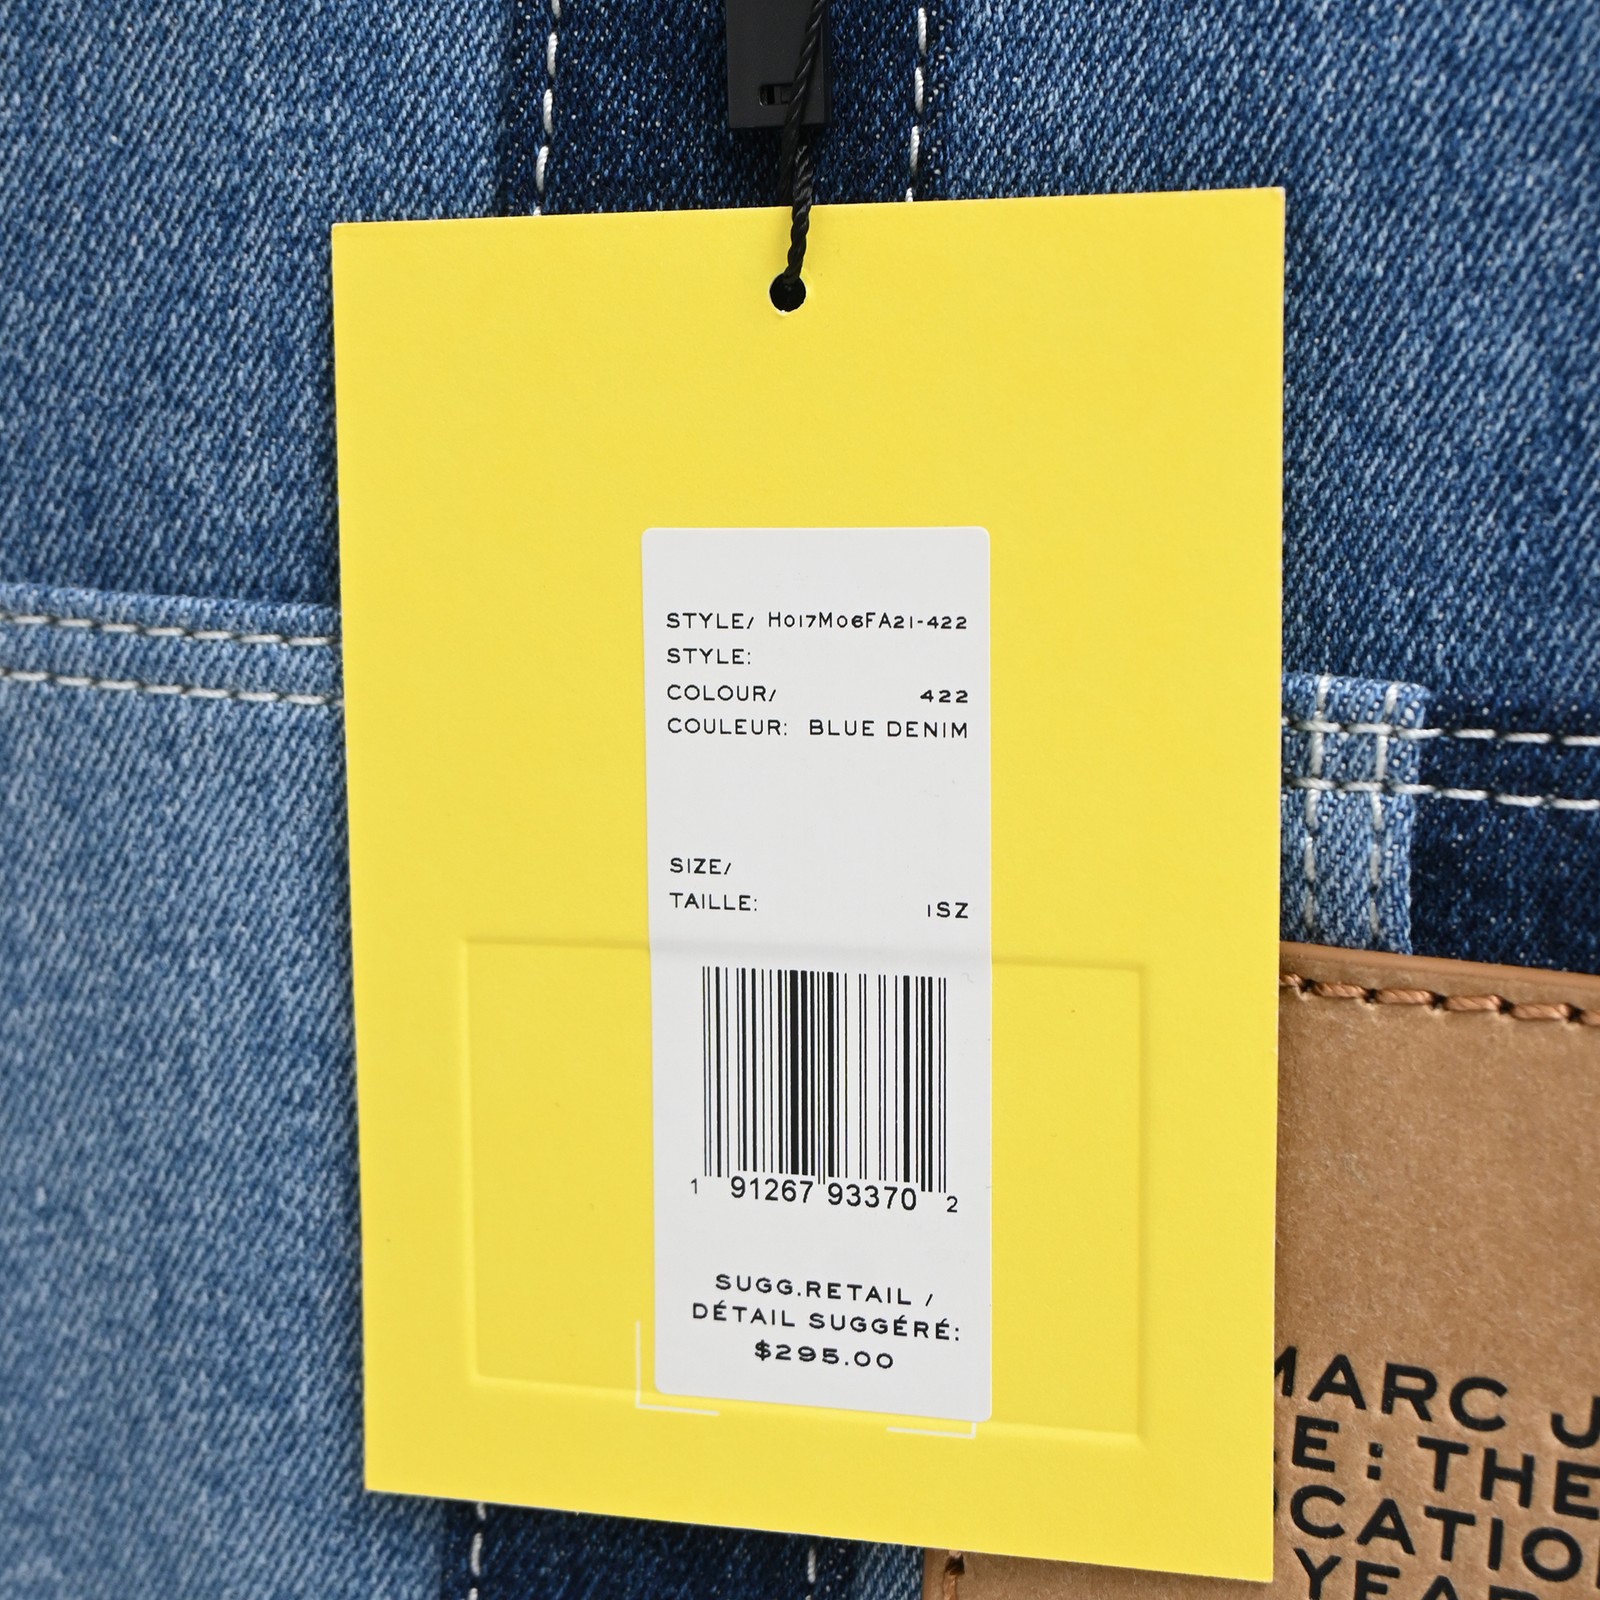 STYLE/ H017M06FA21-422
STYLE:
COLOUR/ 422
COULEUR: BLUE DENIM
SIZE/
TAILLE: 1SZ
1 91267 93370 2
SUGG.RETAIL /
DÉTAIL SUGGÉRÉ:
$295.00
MARC J
E: THE
CATIO
YEAR